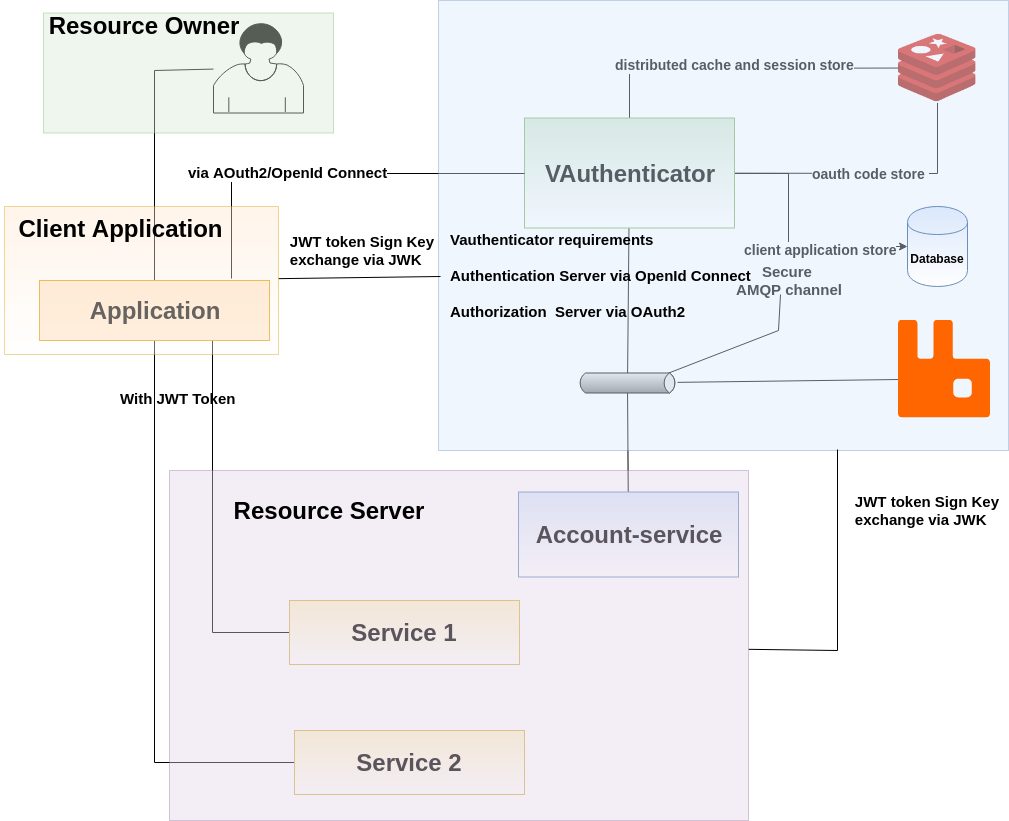 Resource Owner
distributed cache and session store
VAuthenticator
via AOuth2/OpenId Connect
oauth code store
Client Application
JWT token Sign Key
exchange via JWK
Vauthenticator requirements
Authentication Server via OpenId Connect
Authorization  Server via OAuth2
client application store
Database
Secure
AMQP channel
Application
With JWT Token
Resource Server
JWT token Sign Key
exchange via JWK
Account-service
Service 1
Service 2